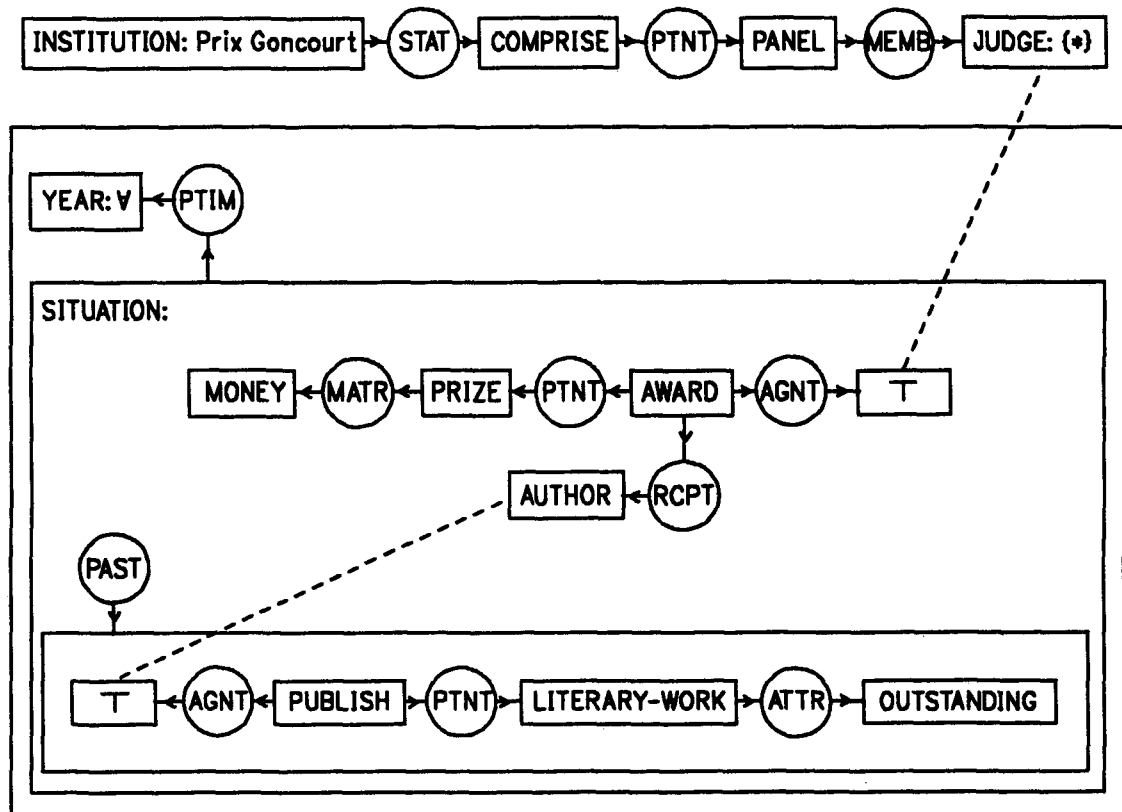 INSTITUTION: Prix Goncourt STAT COMPRISE PTNT PANEL MEMB JUDGE: {*}
YEAR: ∀ PTIM
SITUATION:
MONEY MATR PRIZE PTNT AWARD AGNT T
AUTHOR RCPT
PAST
T AGNT PUBLISH PTNT LITERARY-WORK ATTR OUTSTANDING